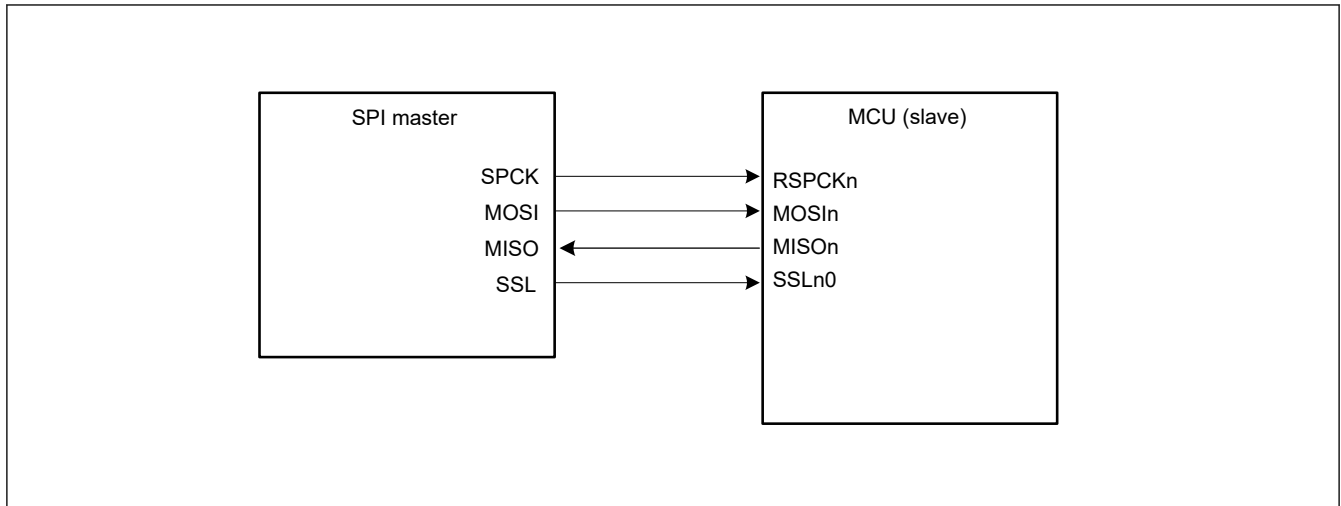 SPI master
SPCK
MOSI
MISO
SSL
MCU (slave)
RSPCKn
MOSIn
MISOn
SSLn0